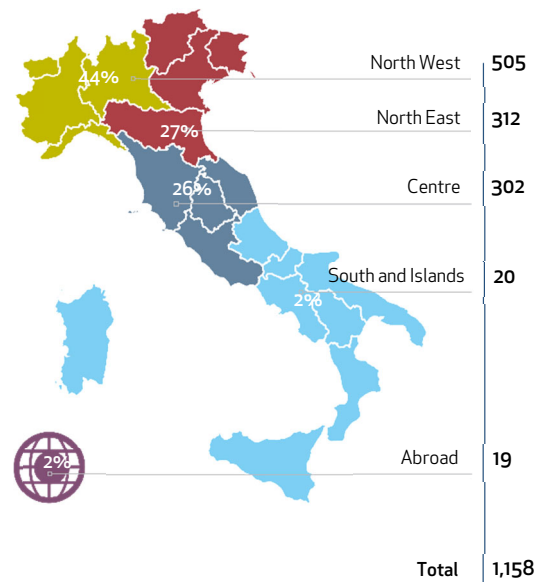 North West 505
44%
North East 312
27%
Centre 302
26%
South and Islands 20
2%
Abroad 19
2%
Total 1,158